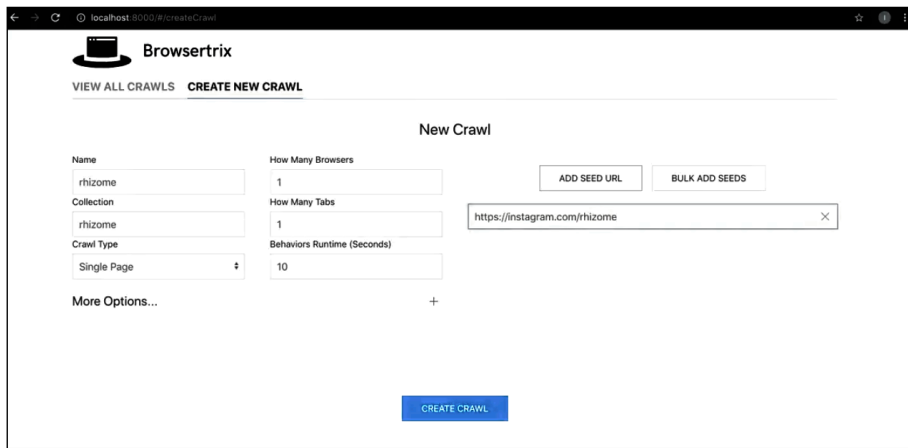 localhost:8000/#/createCrawl
Browsertrix
VIEW ALL CRAWLS CREATE NEW CRAWL
New Crawl
Name
rhizome
Collection
rhizome
Crawl Type
Single Page
How Many Browsers
1
How Many Tabs
1
Behaviors Runtime (Seconds)
10
More Options...
ADD SEED URL BULK ADD SEEDS
https://instagram.com/rhizome
CREATE CRAWL